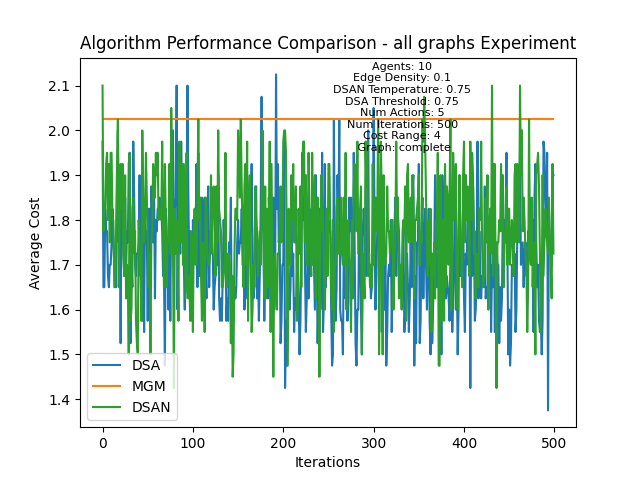 Algorithm Performance Comparison - all graphs Experiment
Agents: 10
Edge Density: 0.1
DSAN Temperature: 0.75
DSA Threshold: 0.75
Num Actions: 5
Num Iterations: 500
Cost Range: 4
Graph: complete
Average Cost
2.1
2.0
1.9
1.8
1.7
1.6
1.5
1.4
DSA
MGM
DSAN
0
100
200
300
400
500
Iterations